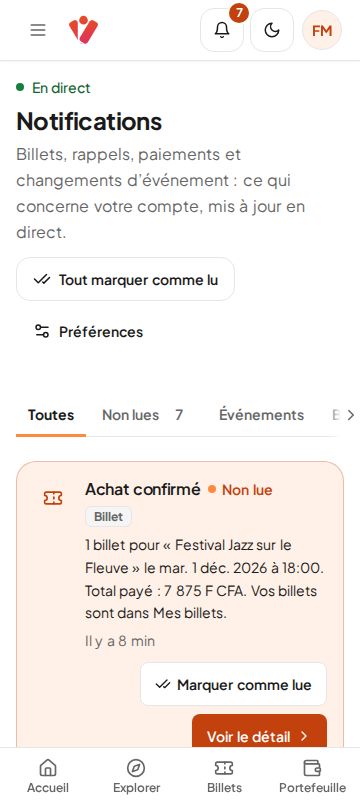 7
FM
En direct
Notifications
Billets, rappels, paiements et
changements d’événement : ce qui
concerne votre compte, mis à jour en
direct.
Tout marquer comme lu
Préférences
Toutes Non lues 7 Événements B
Achat confirmé Non lue
Billet
1 billet pour « Festival Jazz sur le
Fleuve » le mar. 1 déc. 2026 à 18:00.
Total payé : 7 875 F CFA. Vos billets
sont dans Mes billets.
Il y a 8 min
Marquer comme lue
Voir le détail
Accueil Explorer Billets Portefeuille